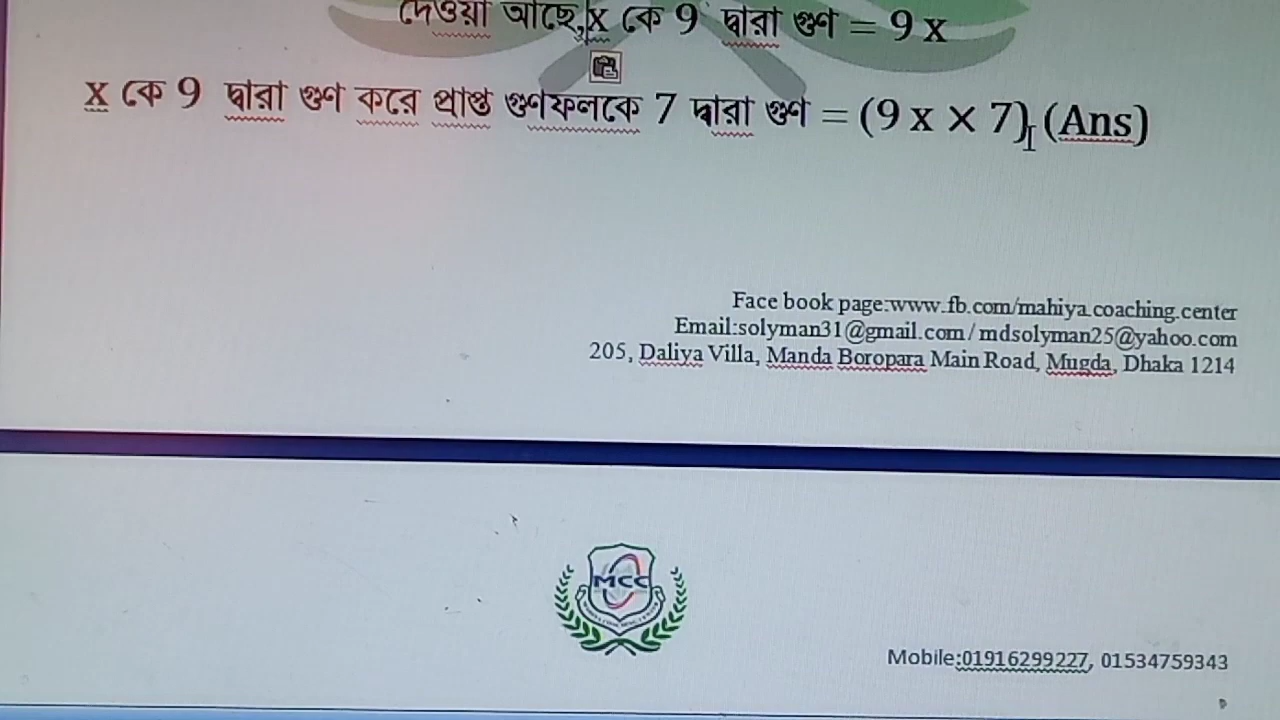 দেওয়া আছে,x কে 9 দ্বারা গুণ = 9 x
x কে 9 দ্বারা গুণ করে প্রাপ্ত গুণফলকে 7 দ্বারা গুণ = (9 x × 7) (Ans)
Face book page:www.fb.com/mahiya.coaching.center
Email:solyman31@gmail.com / mdsolyman25@yahoo.com
205, Daliya Villa, Manda Boropara Main Road, Mugda, Dhaka 1214
MCC
Mobile:01916299227, 01534759343